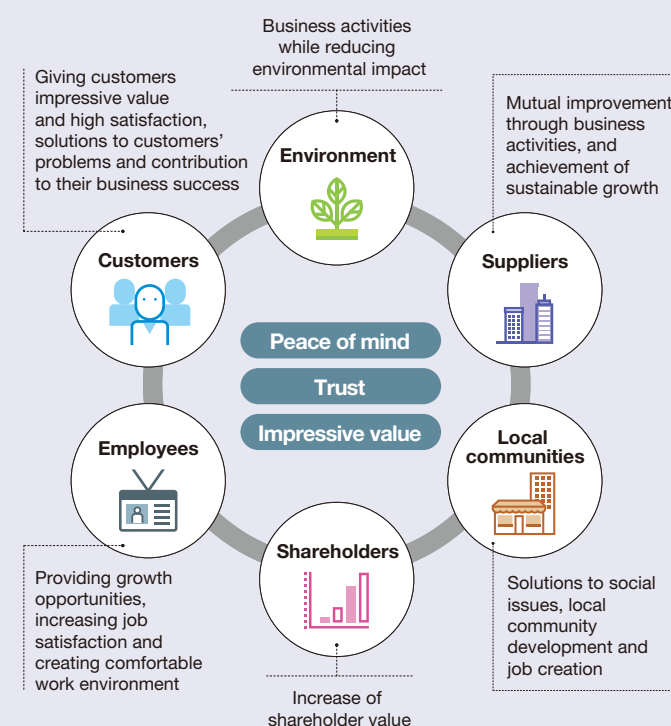 Business activities
while reducing
environmental impact
Giving customers
impressive value
and high satisfaction,
solutions to customers’
problems and contribution
to their business success
Mutual improvement
through business
activities, and
achievement of
sustainable growth
Environment
Customers
Suppliers
Peace of mind
Trust
Impressive value
Employees
Local
communities
Shareholders
Providing growth
opportunities,
increasing job
satisfaction and
creating comfortable
work environment
Solutions to social
issues, local
community
development and
job creation
Increase of
shareholder value